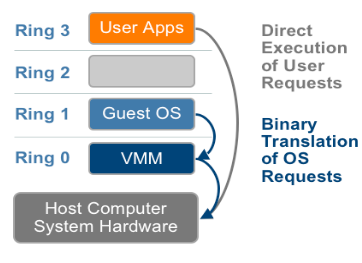 Ring 3
User Apps
Ring 2
Ring 1
Guest OS
Ring 0
VMM
Host Computer
System Hardware
Direct
Execution
of User
Requests
Binary
Translation
of OS
Requests